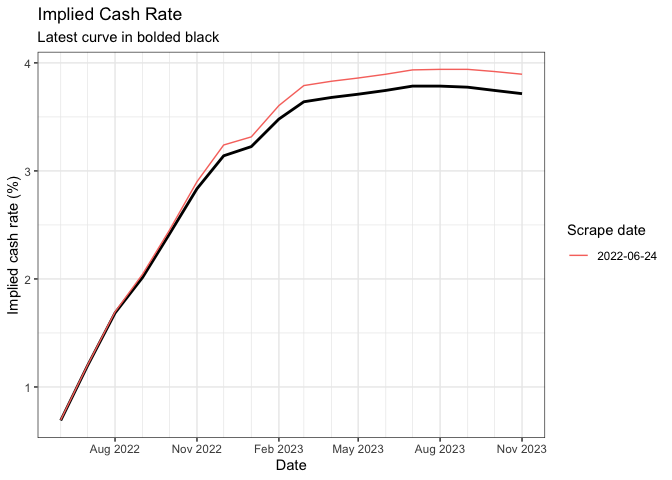 Implied Cash Rate
Latest curve in bolded black
4
3
2
1
Implied cash rate (%)
Aug 2022
Nov 2022
Feb 2023
May 2023
Aug 2023
Nov 2023
Date
Scrape date
2022-06-24